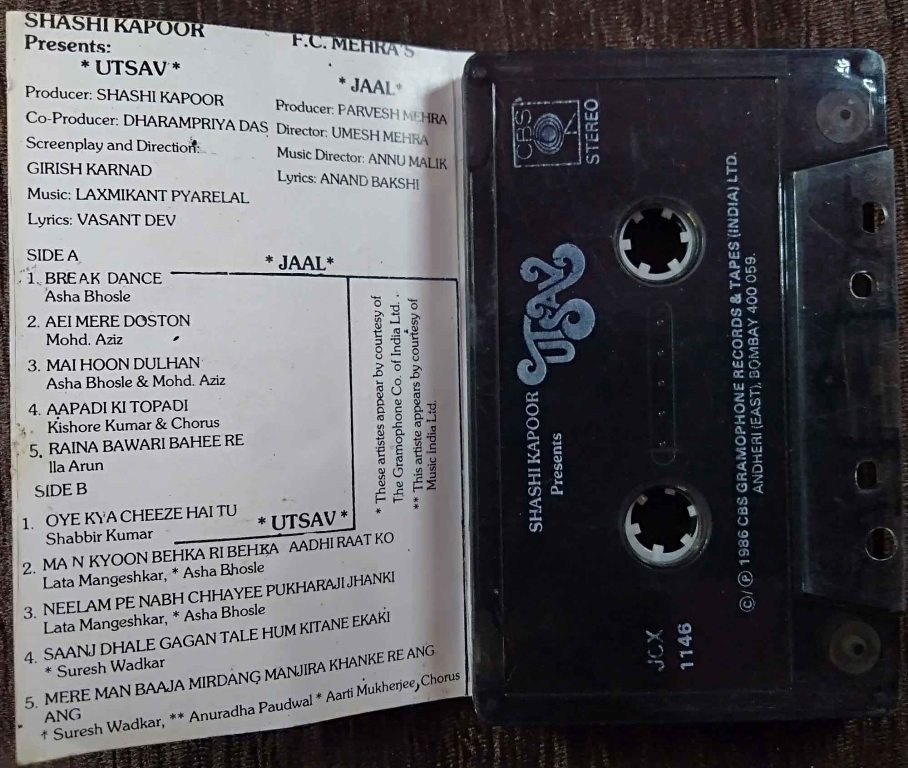 SHASHI KAPOOR
Presents:
* UTSAV *
Producer: SHASHI KAPOOR
Co-Producer: DHARAMPRIYA DAS
Screenplay and Direction:
GIRISH KARNAD
Music: LAXMIKANT PYARELAL
Lyrics: VASANT DEV
F.C. MEHRA'S
* JAAL*
Producer: PARVESH MEHRA
Director: UMESH MEHRA
Music Director: ANNU MALIK
Lyrics: ANAND BAKSHI
SIDE A
* JAAL*
1. BREAK DANCE
Asha Bhosle
2. AEI MERE DOSTON
Mohd. Aziz
3. MAI HOON DULHAN
Asha Bhosle & Mohd. Aziz
4. AAPADI KI TOPADI
Kishore Kumar & Chorus
5. RAINA BAWARI BAHEE RE
Ila Arun
SIDE B
1. OYE KYA CHEEZE HAI TU
Shabbir Kumar
* UTSAV *
2. MAN KYOON BEHKA RI BEHKA AADHI RAAT KO
Lata Mangeshkar, * Asha Bhosle
3. NEELAM PE NABH CHHAYEE PUKHARAJI JHANKI
Lata Mangeshkar, * Asha Bhosle
4. SAANJ DHALE GAGAN TALE HUM KITANE EKAKI
* Suresh Wadkar
5. MERE MAN BAAJA MIRDANG MANJIRA KHANKE RE ANG
ANG
* Suresh Wadkar, ** Anuradha Paudwal * Aarti Mukherjee, Chorus
* These artistes appear by courtesy of
The Gramophone Co. of India Ltd. .
** This artiste appears by courtesy of
Music India Ltd.
CBS
STEREO
SHASHI KAPOOR
Presents
UTSAV
JCX
1146
©/℗ 1986 CBS GRAMOPHONE RECORDS & TAPES (INDIA) LTD.
ANDHERI (EAST), BOMBAY 400 059.